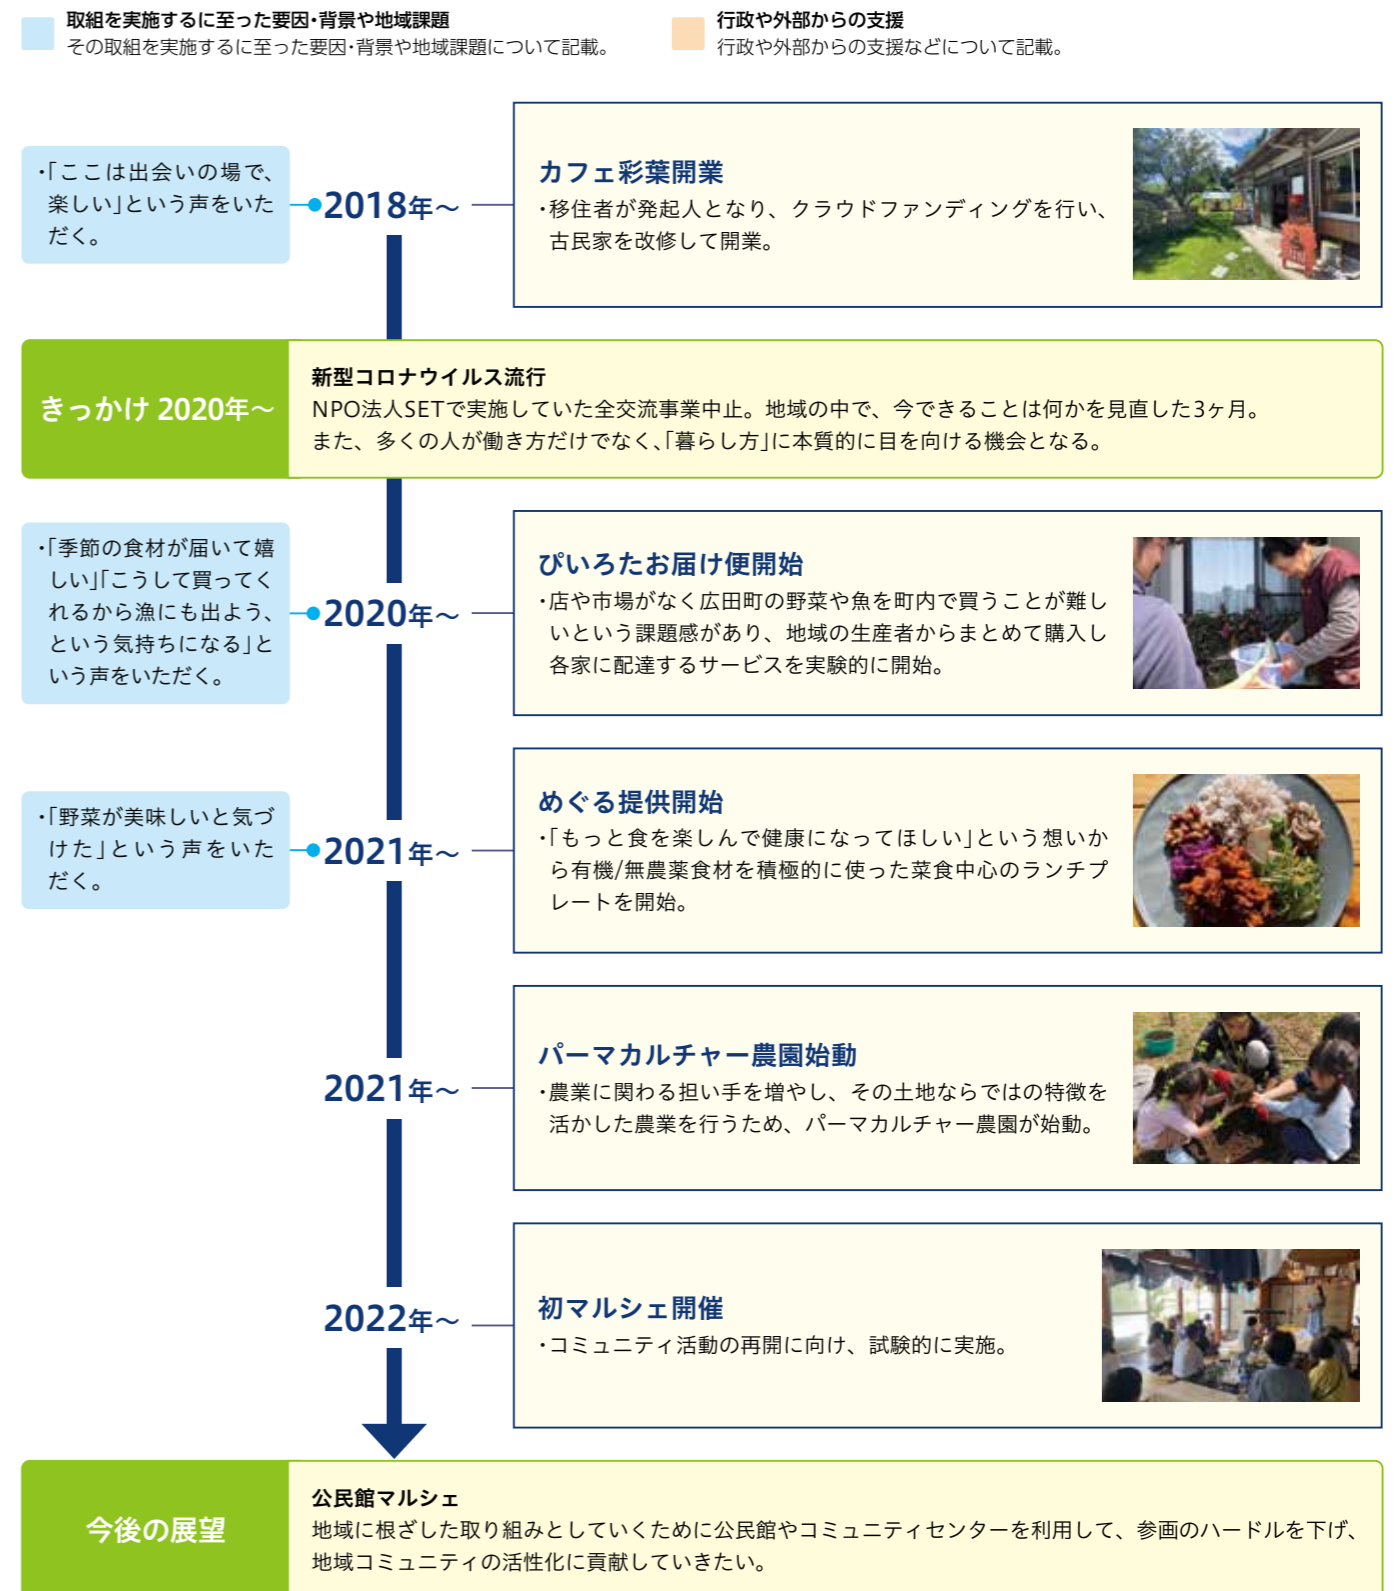 取組を実施するに至った要因・背景や地域課題
その取組を実施するに至った要因・背景や地域課題について記載。
行政や外部からの支援
行政や外部からの支援などについて記載。
・「ここは出会いの場で、
楽しい」という声をいた
だく。
2018年～
カフェ彩葉開業
・移住者が発起人となり、クラウドファンディングを行い、
古民家を改修して開業。
きっかけ 2020年～
新型コロナウイルス流行
NPO法人SETで実施していた全交流事業中止。地域の中で、今できることは何かを見直した3ヶ月。
また、多くの人が働き方だけでなく、「暮らし方」に本質的に目を向ける機会となる。
・「季節の食材が届いて嬉
しい」「こうして買ってく
れるから漁にも出よう、
という気持ちになる」と
いう声をいただく。
2020年～
ぴいろたお届け便開始
・店や市場がなく広田町の野菜や魚を町内で買うことが難し
いという課題感があり、地域の生産者からまとめて購入し
各家に配達するサービスを実験的に開始。
・「野菜が美味しいと気づ
けた」という声をいた
だく。
2021年～
めぐる提供開始
・「もっと食を楽しんで健康になってほしい」という想いか
ら有機/無農薬食材を積極的に使った菜食中心のランチプ
レートを開始。
2021年～
パーマカルチャー農園始動
・農業に関わる担い手を増やし、その土地ならではの特徴を
活かした農業を行うため、パーマカルチャー農園が始動。
2022年～
初マルシェ開催
・コミュニティ活動の再開に向け、試験的に実施。
今後の展望
公民館マルシェ
地域に根ざした取り組みとしていくために公民館やコミュニティセンターを利用して、参画のハードルを下げ、
地域コミュニティの活性化に貢献していきたい。